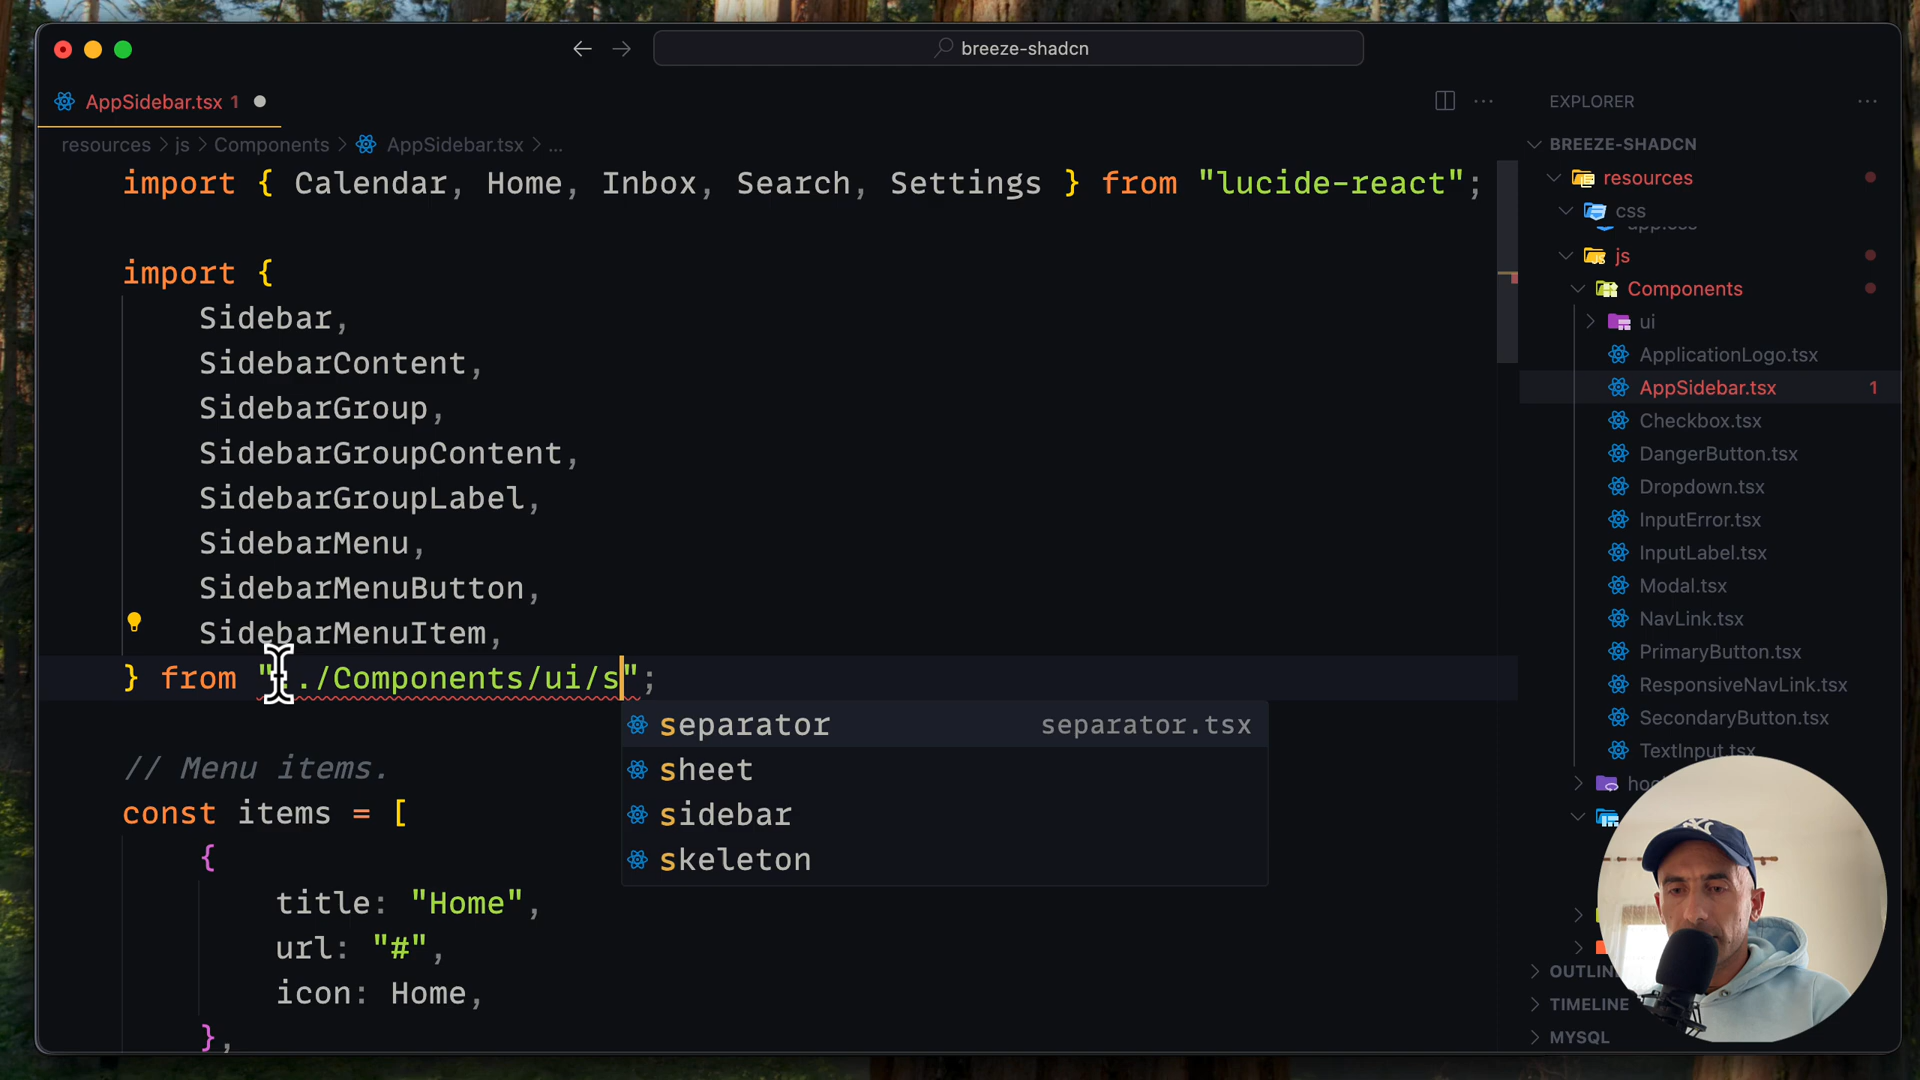 breeze-shadcn
AppSidebar.tsx 1
resources > js > Components > AppSidebar.tsx > ...
import { Calendar, Home, Inbox, Search, Settings } from "lucide-react";
import {
Sidebar,
SidebarContent,
SidebarGroup,
SidebarGroupContent,
SidebarGroupLabel,
SidebarMenu,
SidebarMenuButton,
SidebarMenuItem,
} from "../Components/ui/s";
separator separator.tsx
sheet
sidebar
skeleton
// Menu items.
const items = [
{
title: "Home",
url: "#",
icon: Home,
},
EXPLORER
BREEZE-SHADCN
resources
css
app.css
js
Components
ui
ApplicationLogo.tsx
AppSidebar.tsx 1
Checkbox.tsx
DangerButton.tsx
Dropdown.tsx
InputError.tsx
InputLabel.tsx
Modal.tsx
NavLink.tsx
PrimaryButton.tsx
ResponsiveNavLink.tsx
SecondaryButton.tsx
TextInput.tsx
TIMELINE
MYSQL